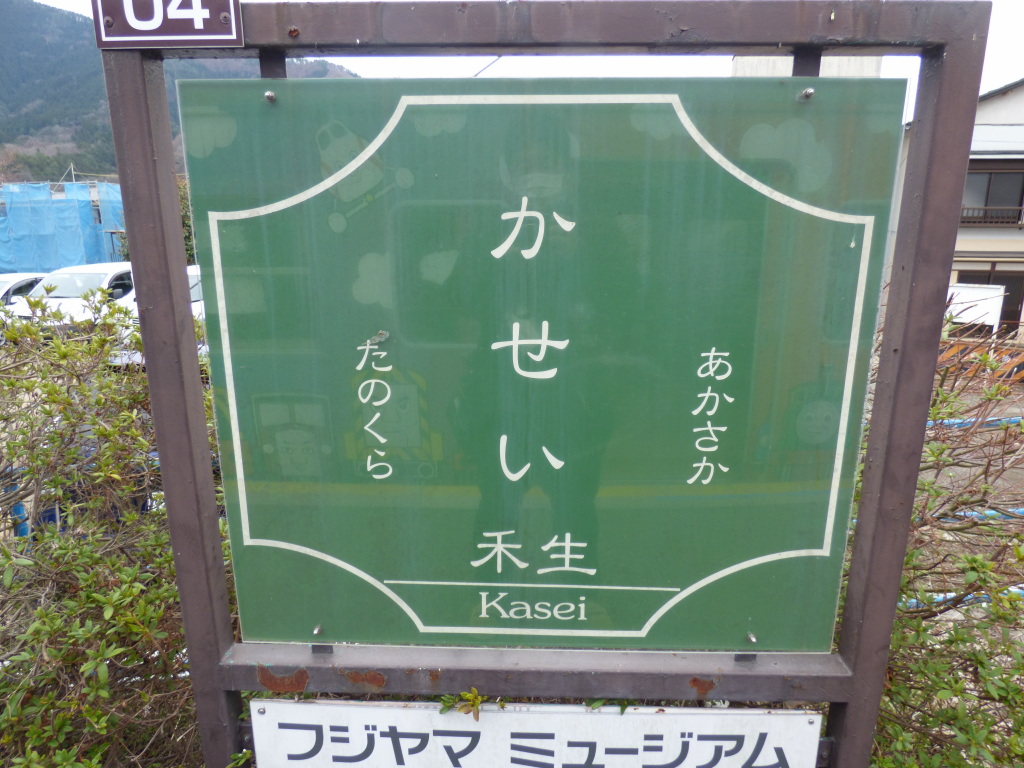 04
かせい
たのくら
あかさか
禾生
Kasei
フジヤマ ミュージアム